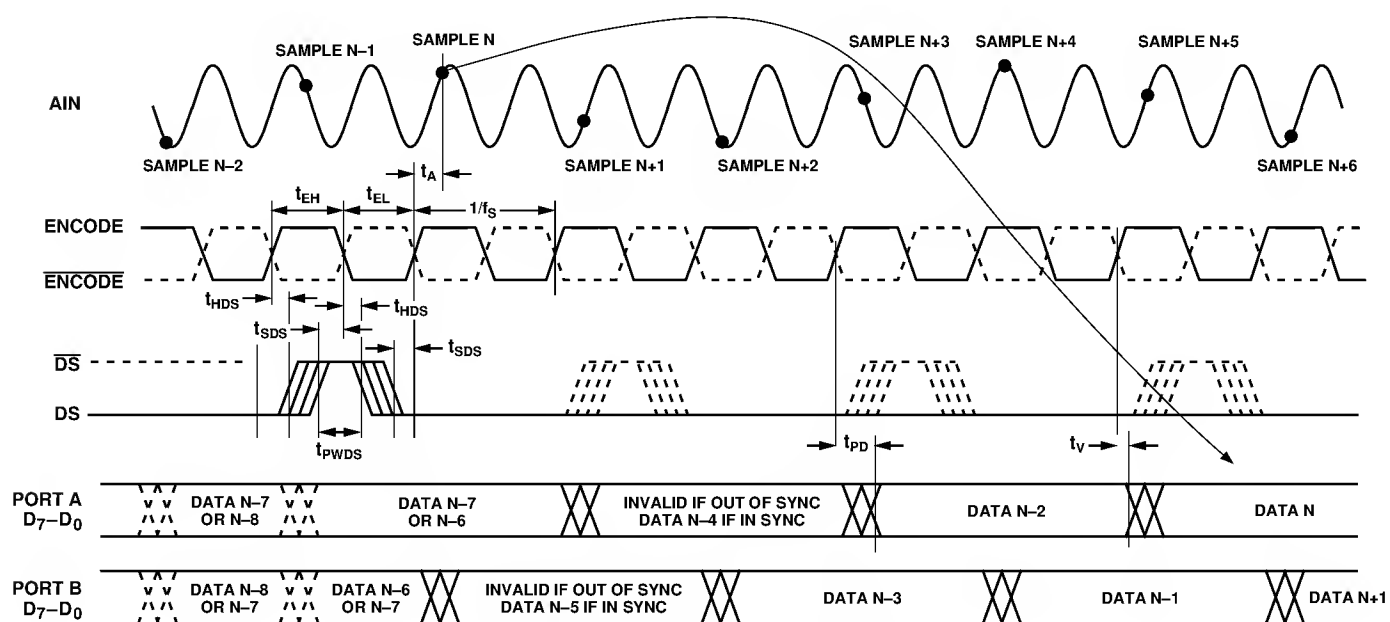 SAMPLE N–1
SAMPLE N
SAMPLE N+3
SAMPLE N+4
SAMPLE N+5
AIN
SAMPLE N–2
SAMPLE N+1
SAMPLE N+2
SAMPLE N+6
tA
tEH
tEL
1/fS
ENCODE
ENCODE
tHDS
tHDS
tSDS
tSDS
DS
DS
tPWDS
tPD
tV
PORT A
D7–D0
DATA N–7
OR N–8
DATA N–7
OR N–6
INVALID IF OUT OF SYNC
DATA N–4 IF IN SYNC
DATA N–2
DATA N
PORT B
D7–D0
DATA N–8
OR N–7
DATA N–6
OR N–7
INVALID IF OUT OF SYNC
DATA N–5 IF IN SYNC
DATA N–3
DATA N–1
DATA N+1